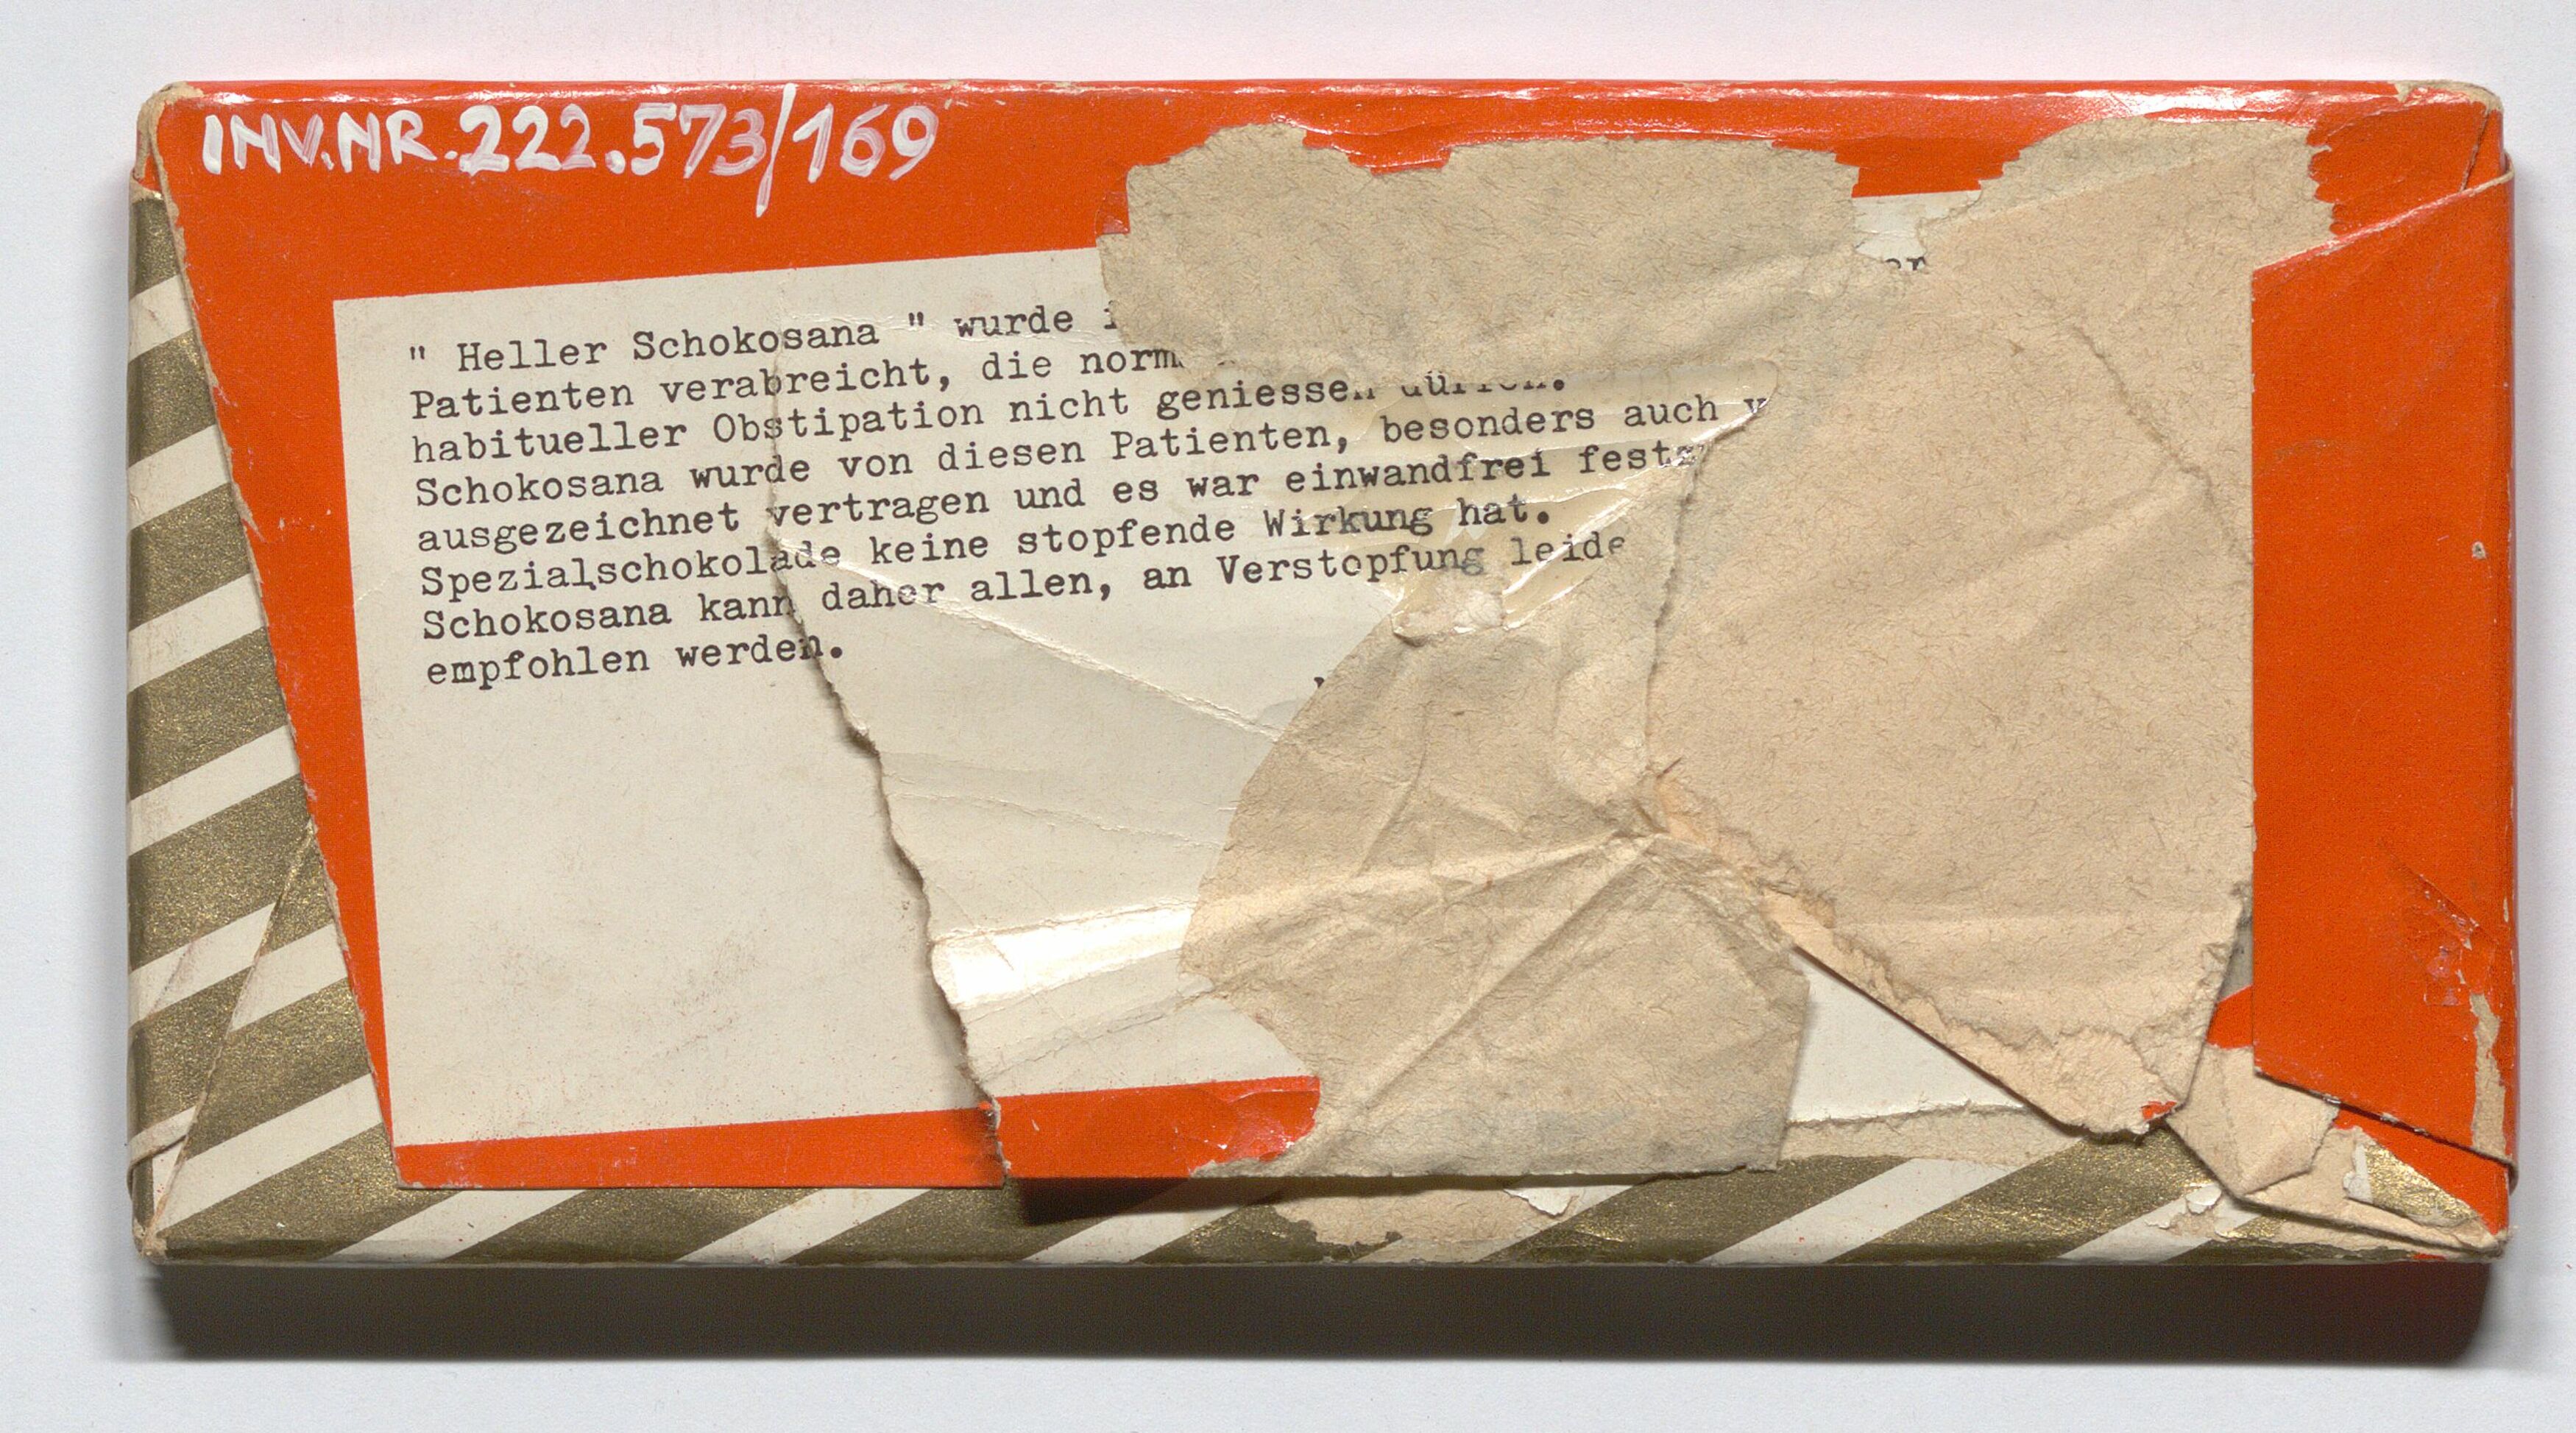 INV.NR.222.573/169
" Heller Schokosana " wurde
Patienten verabreicht, die
habitueller Obstipation nicht geniessen dürfen.
Schokosana wurde von diesen Patienten, besonders auch
ausgezeichnet vertragen und es war einwandfrei
Spezialschokolade keine stopfende Wirkung hat.
Schokosana kann daher allen, an Verstopfung
empfohlen werden.